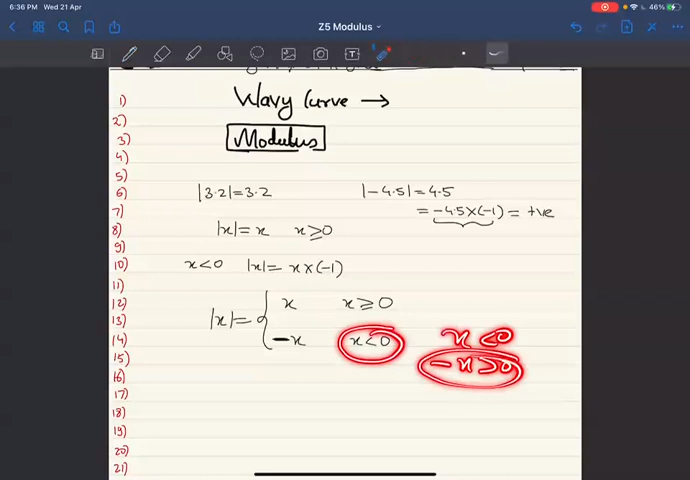 6:36 PM Wed 21 Apr
46%
Z5 Modulus
1) Wavy Curve →
2)
3) Modulus
4)
5)
6) |3.2|=3.2 |-4.5|=4.5
7) = -4.5×(-1) = +ve
8) |x|= x x≥0
9)
10) x<0 |x|= x×(-1)
11)
12) x x≥0
13) |x|= {
14) -x x<0 x<0
15) -x>0
16)
17)
18)
19)
20)
21)